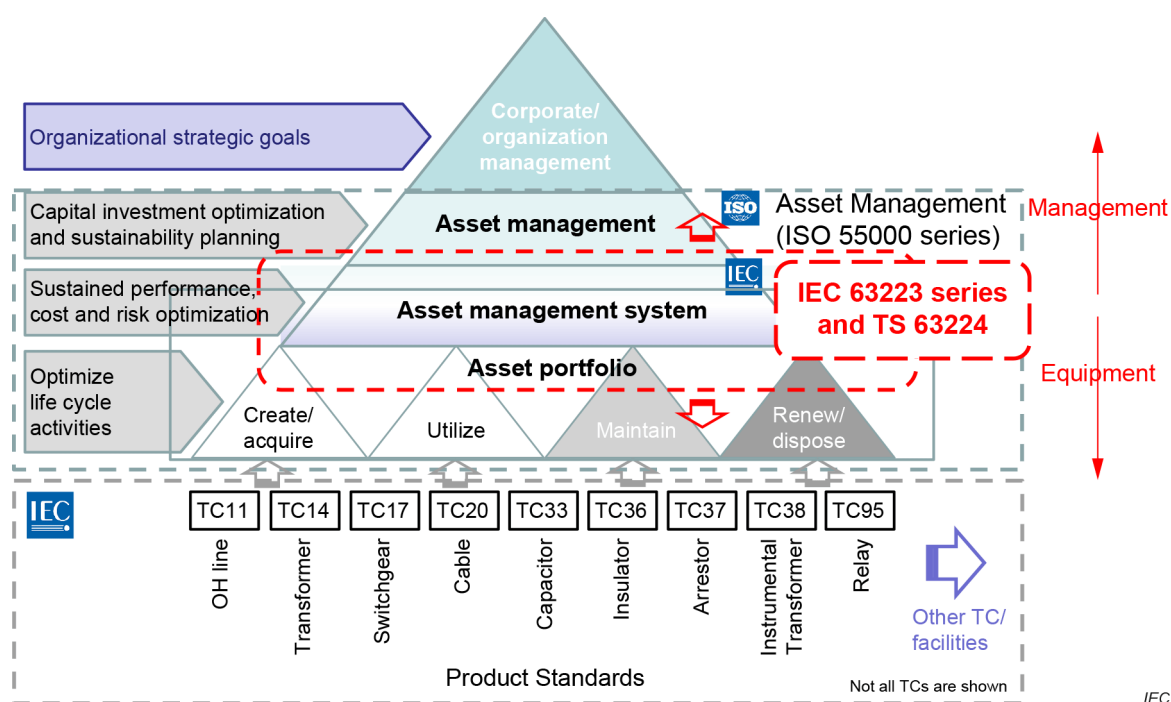 Corporate/
organization
management
Organizational strategic goals
Capital investment optimization
and sustainability planning
Asset management
ISO
Asset Management
(ISO 55000 series)
Management
Sustained performance,
cost and risk optimization
IEC
Asset management system
IEC 63223 series
and TS 63224
Asset portfolio
Equipment
Optimize
life cycle
activities
Create/
acquire
Utilize
Maintain
Renew/
dispose
IEC
TC11
TC14
TC17
TC20
TC33
TC36
TC37
TC38
TC95
OH line
Transformer
Switchgear
Cable
Capacitor
Insulator
Arrestor
Instrumental
Transformer
Relay
Other TC/
facilities
Product Standards
Not all TCs are shown
IEC